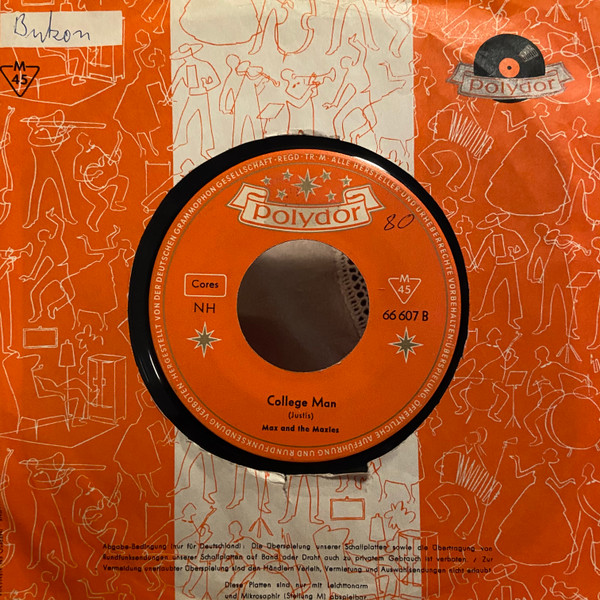 Bukon
M
45
polydor
HERGESTELLT VON DER DEUTSCHEN GRAMMOPHON GESELLSCHAFT · REGD · TR · M · ALLE HERSTELLER UND URHEBERRECHTE VORBEHALTEN ÜBERSPIELUNG ÖFFENTLICHE AUFFÜHRUNG UND RUNDFUNKSENDUNG VERBOTEN
polydor
80
Cores
NH
M
45
66 607 B
College Man
(Justis)
Max and the Maxies
Abgabe-Bedingung (nur für Deutschland): Die Überspielung unserer Schallplatten sowie die Übertragung von
Rundfunksendungen unserer Schallplatten auf Band oder Draht, auch zu privatem Gebrauch ist verboten. Zur
Vermeidung unerlaubter Überspielung sind den Händlern Verleih, Vermietung und Auswahlsendungen nicht erlaubt
Diese Platten sind nur mit Leichttonarm
und Mikrosaphir (Stellung M) abspielbar